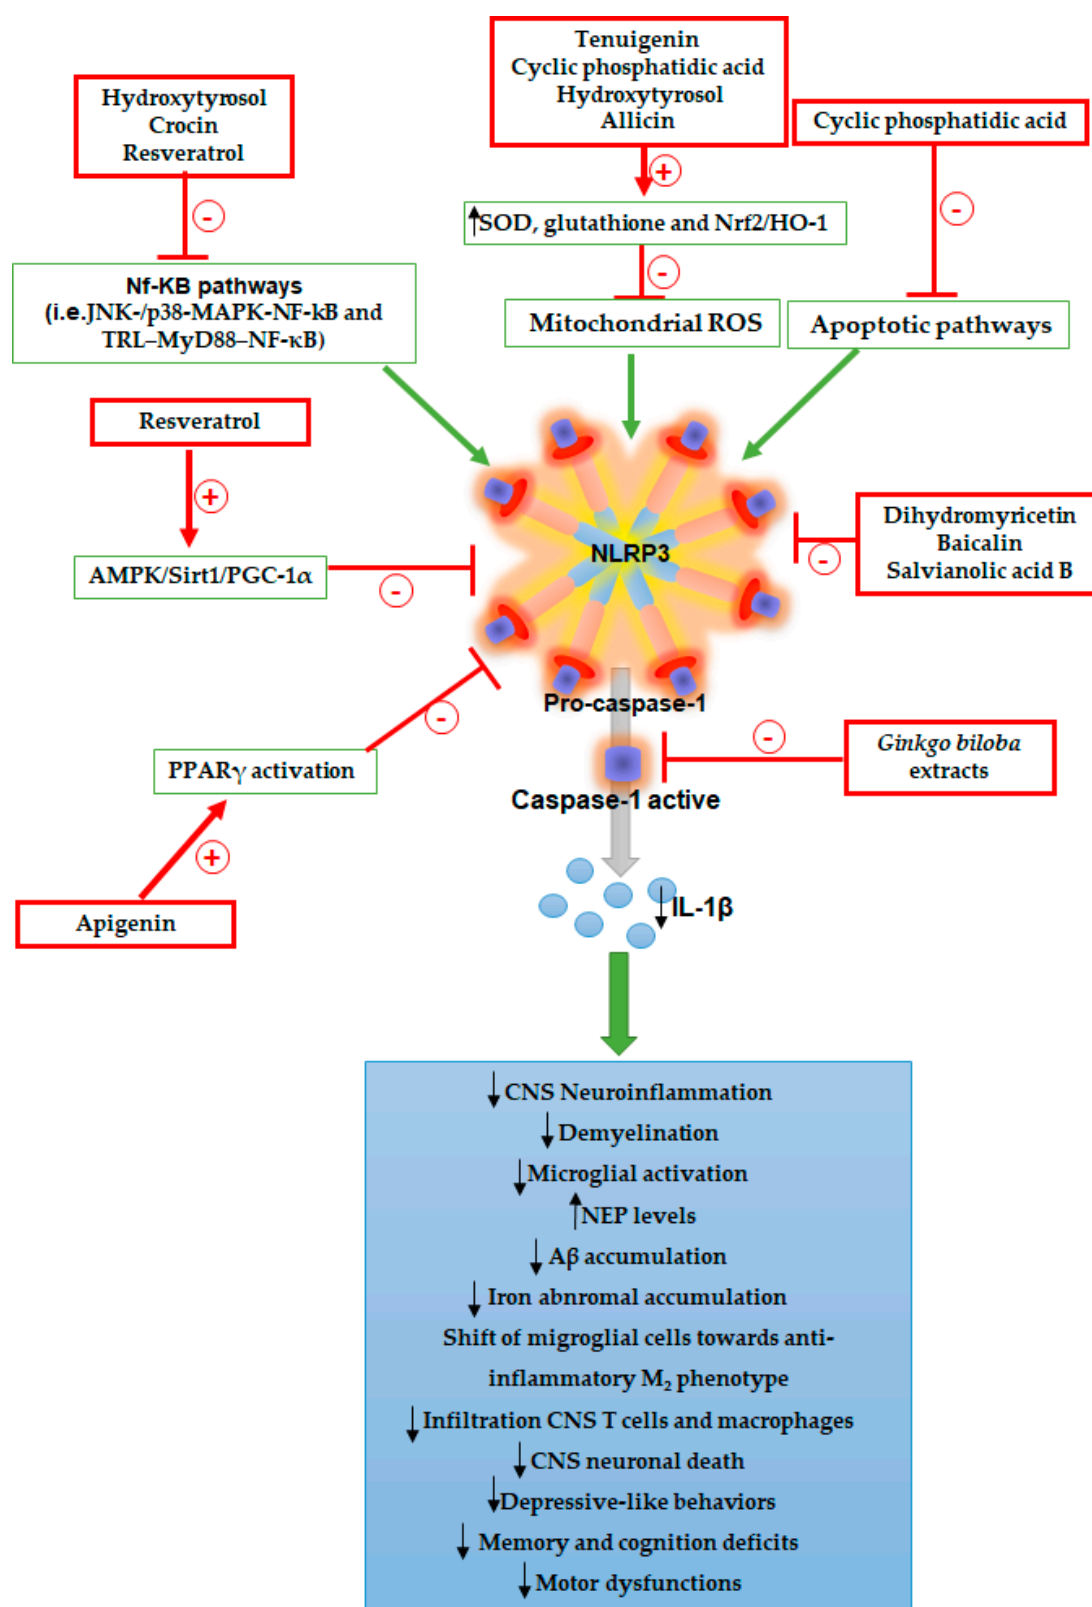 Tenuigenin
Cyclic phosphatidic acid
Hydroxytyrosol
Allicin
Hydroxytyrosol
Crocin
Resveratrol
Cyclic phosphatidic acid
+
-
-
↑SOD, glutathione and Nrf2/HO-1
-
Nf-KB pathways
(i.e.JNK-/p38-MAPK-NF-kB and
TRL–MyD88–NF-κB)
Mitochondrial ROS
Apoptotic pathways
Resveratrol
+
Dihydromyricetin
Baicalin
Salvianolic acid B
-
NLRP3
AMPK/Sirt1/PGC-1α
-
Pro-caspase-1
-
-
PPARγ activation
Ginkgo biloba
extracts
Caspase-1 active
+
Apigenin
↓IL-1β
↓CNS Neuroinflammation
↓Demyelination
↓Microglial activation
↑NEP levels
↓Aβ accumulation
↓Iron abnromal accumulation
Shift of migroglial cells towards anti-
inflammatory M₂ phenotype
↓Infiltration CNS T cells and macrophages
↓CNS neuronal death
↓Depressive-like behaviors
↓Memory and cognition deficits
↓Motor dysfunctions